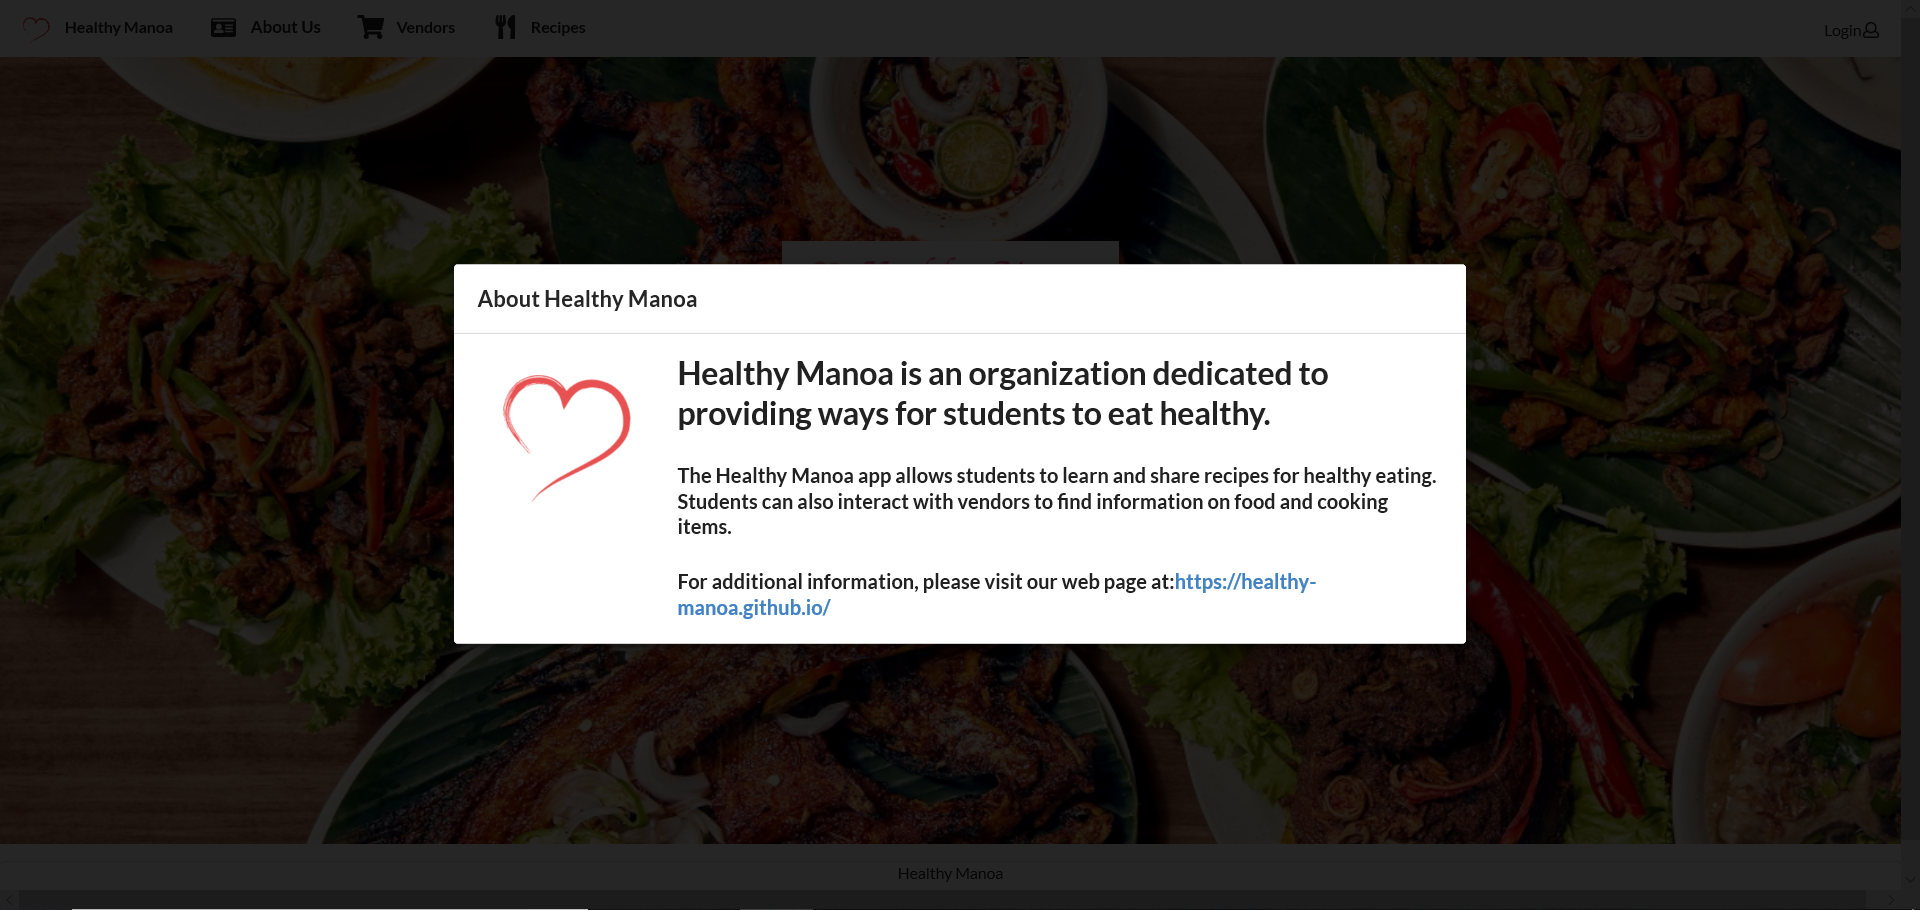 Healthy Manoa About Us Vendors Recipes Login
About Healthy Manoa
Healthy Manoa is an organization dedicated to
providing ways for students to eat healthy.
The Healthy Manoa app allows students to learn and share recipes for healthy eating.
Students can also interact with vendors to find information on food and cooking
items.
For additional information, please visit our web page at:https://healthy-
manoa.github.io/
Healthy Manoa